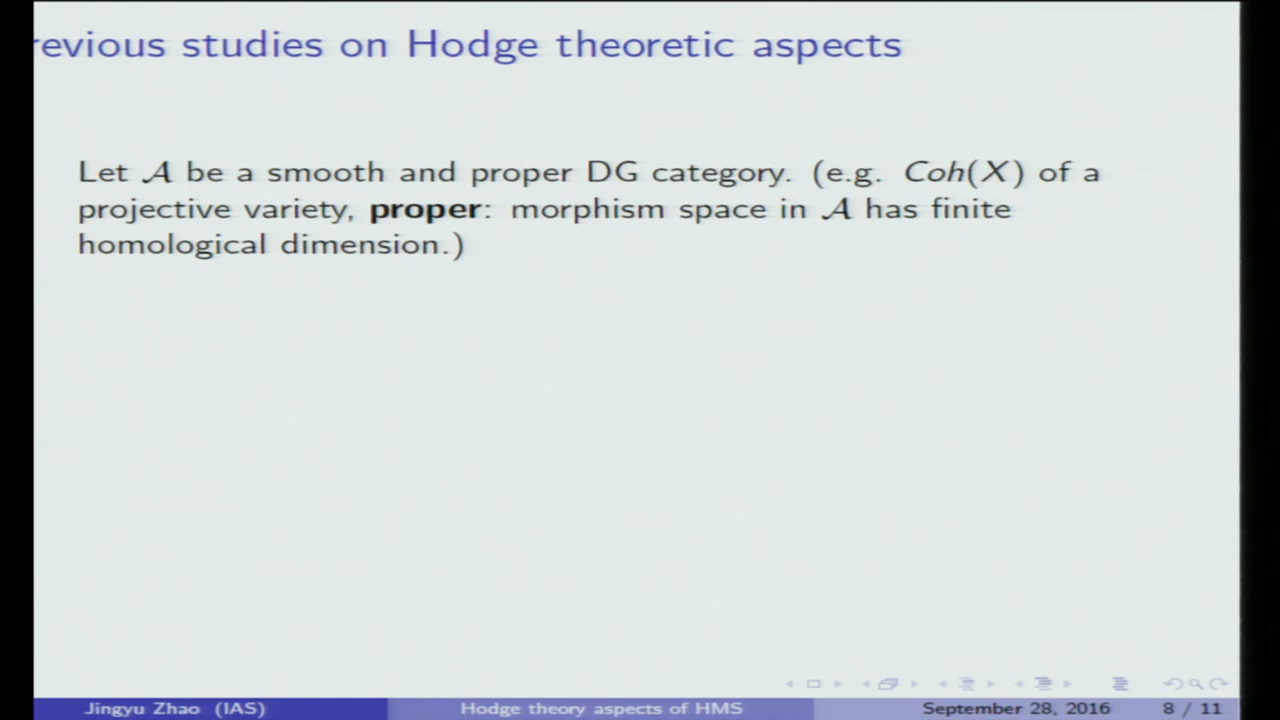 revious studies on Hodge theoretic aspects
Let 𝒜 be a smooth and proper DG category. (e.g. Coh(X) of a
projective variety, proper: morphism space in 𝒜 has finite
homological dimension.)
Jingyu Zhao (IAS) Hodge theory aspects of HMS September 28, 2016 8 / 11